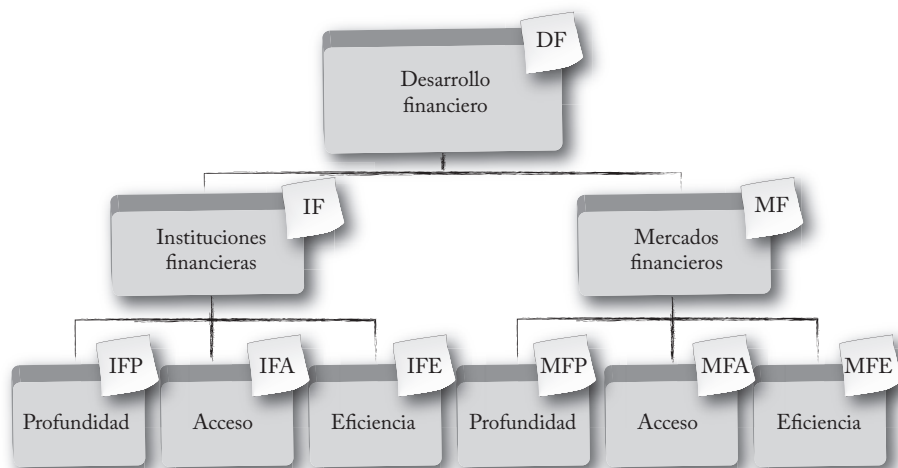 DF
Desarrollo
financiero
IF
Instituciones
financieras
MF
Mercados
financieros
IFP
Profundidad
IFA
Acceso
IFE
Eficiencia
MFP
Profundidad
MFA
Acceso
MFE
Eficiencia